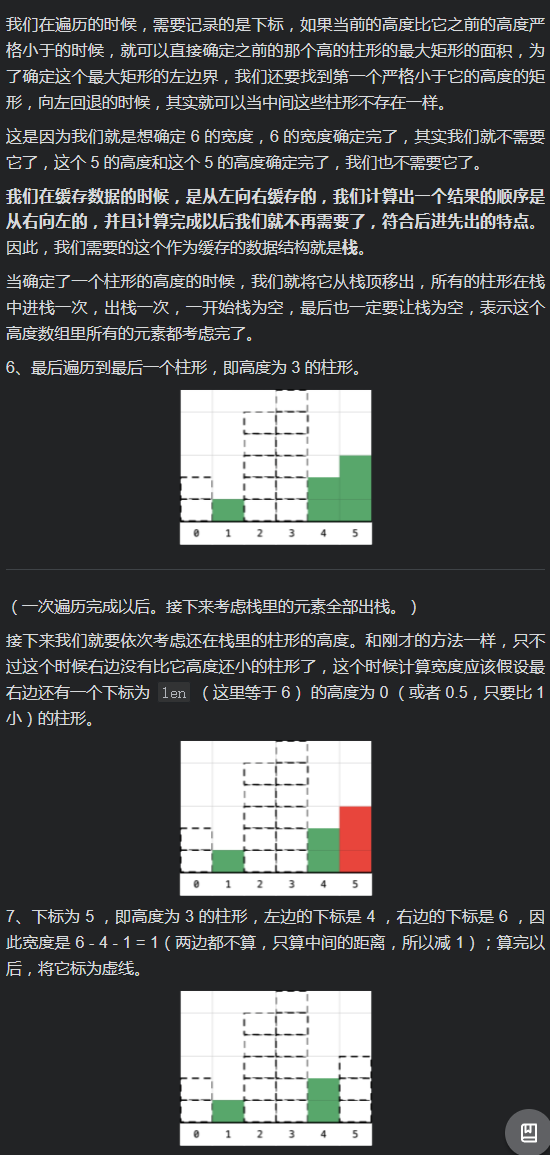 我们在遍历的时候，需要记录的是下标，如果当前的高度比它之前的高度严
格小于的时候，就可以直接确定之前的那个高的柱形的最大矩形的面积，为
了确定这个最大矩形的左边界，我们还要找到第一个严格小于它的高度的矩
形，向左回退的时候，其实就可以当中间这些柱形不存在一样。
这是因为我们就是想确定 6 的宽度，6 的宽度确定完了，其实我们就不需要
它了，这个 5 的高度和这个 5 的高度确定完了，我们也不需要它了。
我们在缓存数据的时候，是从左向右缓存的，我们计算出一个结果的顺序是
从右向左的，并且计算完成以后我们就不再需要了，符合后进先出的特点。
因此，我们需要的这个作为缓存的数据结构就是栈。
当确定了一个柱形的高度的时候，我们就将它从栈顶移出，所有的柱形在栈
中进栈一次，出栈一次，一开始栈为空，最后也一定要让栈为空，表示这个
高度数组里所有的元素都考虑完了。
6、最后遍历到最后一个柱形，即高度为 3 的柱形。
0 1 2 3 4 5
（一次遍历完成以后。接下来考虑栈里的元素全部出栈。）
接下来我们就要依次考虑还在栈里的柱形的高度。和刚才的方法一样，只不
过这个时候右边没有比它高度还小的柱形了，这个时候计算宽度应该假设最
右边还有一个下标为 len （这里等于 6） 的高度为 0 （或者 0.5，只要比 1
小）的柱形。
0 1 2 3 4 5
7、下标为 5 ，即高度为 3 的柱形，左边的下标是 4 ，右边的下标是 6 ，因
此宽度是 6 - 4 - 1 = 1（两边都不算，只算中间的距离，所以减 1）；算完以
后，将它标为虚线。
0 1 2 3 4 5